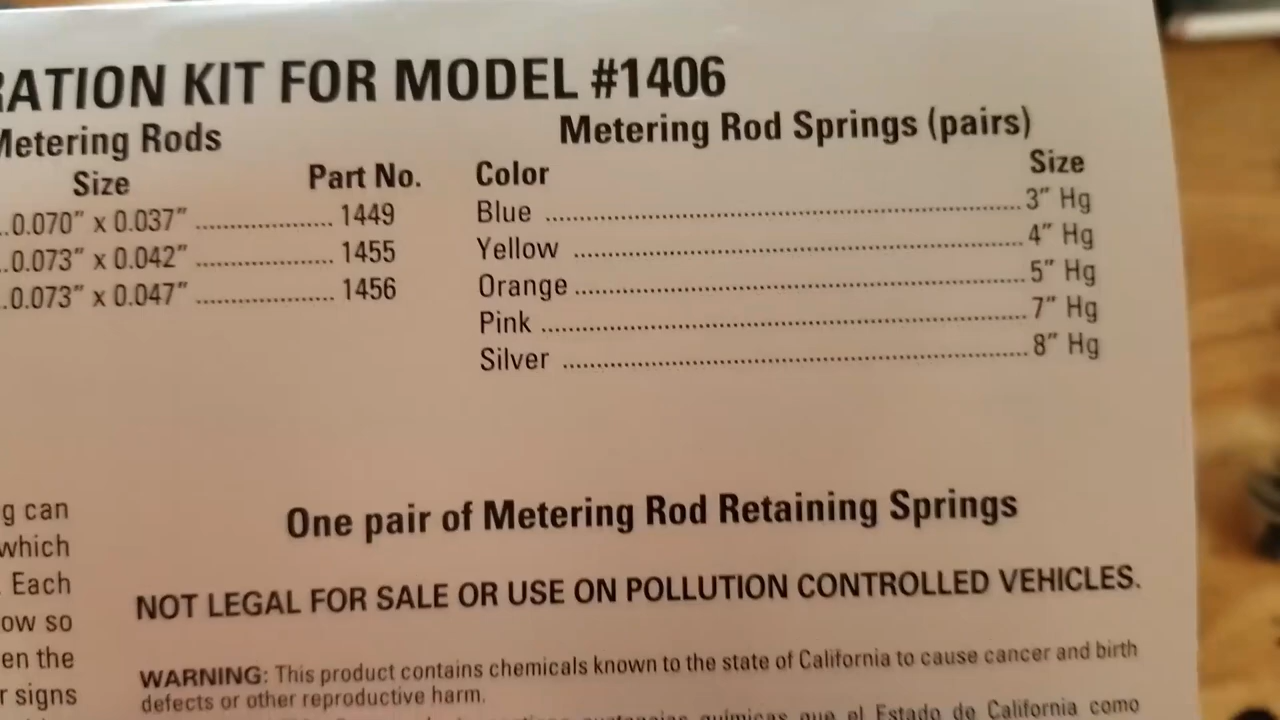 RATION KIT FOR MODEL #1406
Metering Rods
Size Part No.
..0.070" x 0.037" .................... 1449
..0.073" x 0.042" .................... 1455
..0.073" x 0.047" .................... 1456
Metering Rod Springs (pairs)
Color Size
Blue ........................................ 3" Hg
Yellow ........................................ 4" Hg
Orange ........................................ 5" Hg
Pink ........................................ 7" Hg
Silver ........................................ 8" Hg
g can
which
. Each
ow so
en the
r signs
One pair of Metering Rod Retaining Springs
NOT LEGAL FOR SALE OR USE ON POLLUTION CONTROLLED VEHICLES.
WARNING: This product contains chemicals known to the state of California to cause cancer and birth
defects or other reproductive harm.
químicas que el Estado de California como